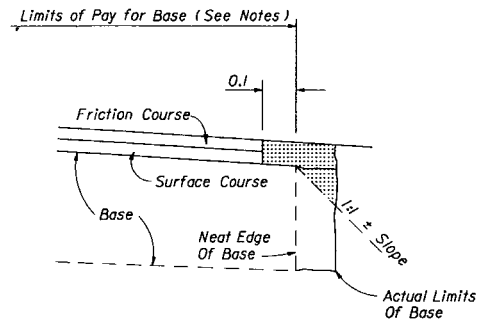 Limits of Pay for Base (See Notes)
0.1
Friction Course
Surface Course
Base
1:1 ± Slope
Neat Edge
Of Base
Actual Limits
Of Base